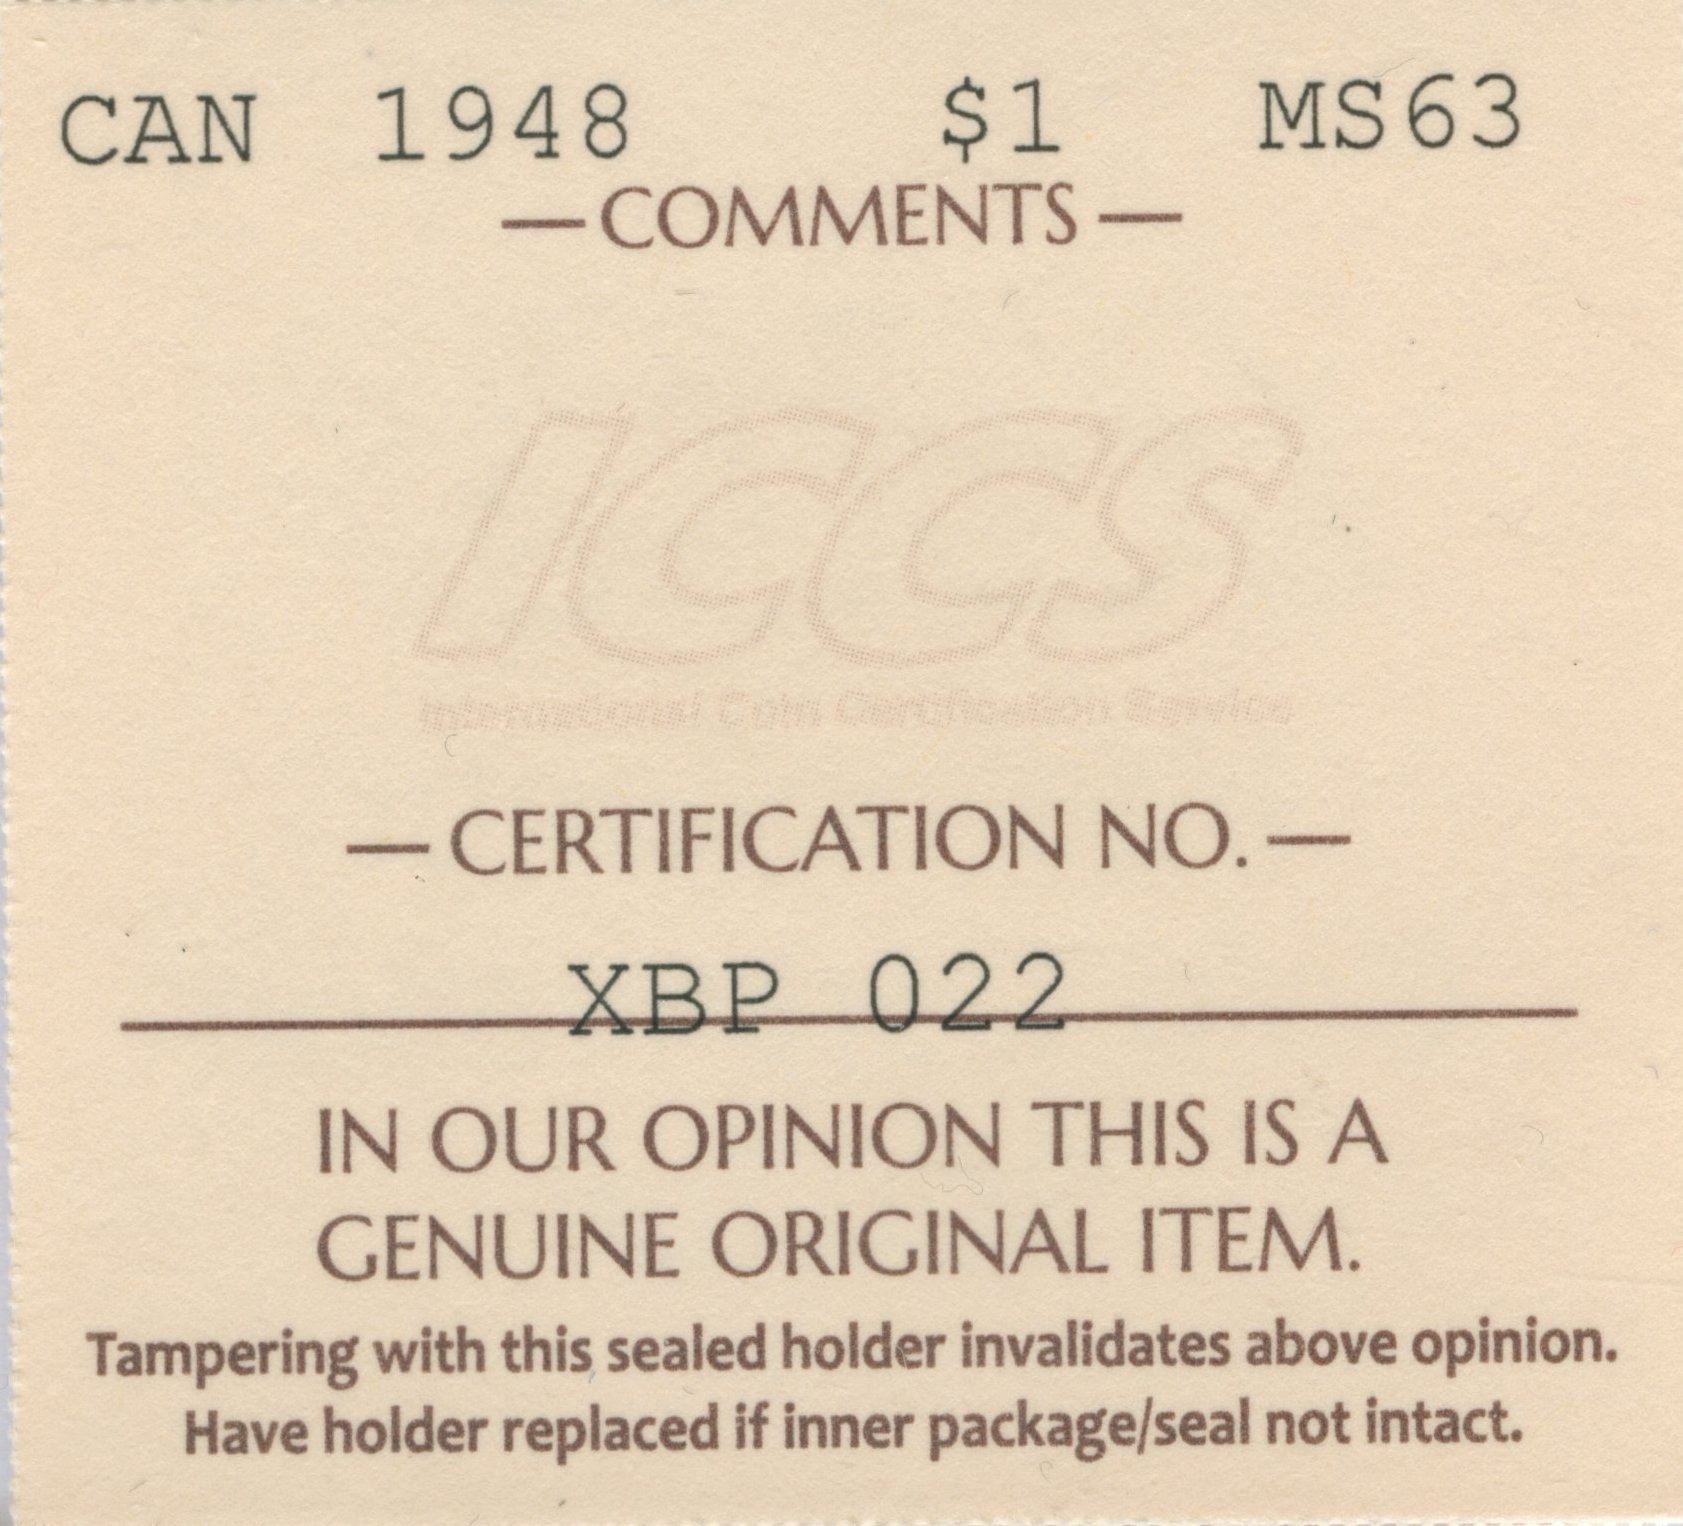 CAN 1948 $1 MS63
—COMMENTS—
ICCS
International Coin Certification Service
—CERTIFICATION NO.—
XBP 022
IN OUR OPINION THIS IS A
GENUINE ORIGINAL ITEM.
Tampering with this sealed holder invalidates above opinion.
Have holder replaced if inner package/seal not intact.